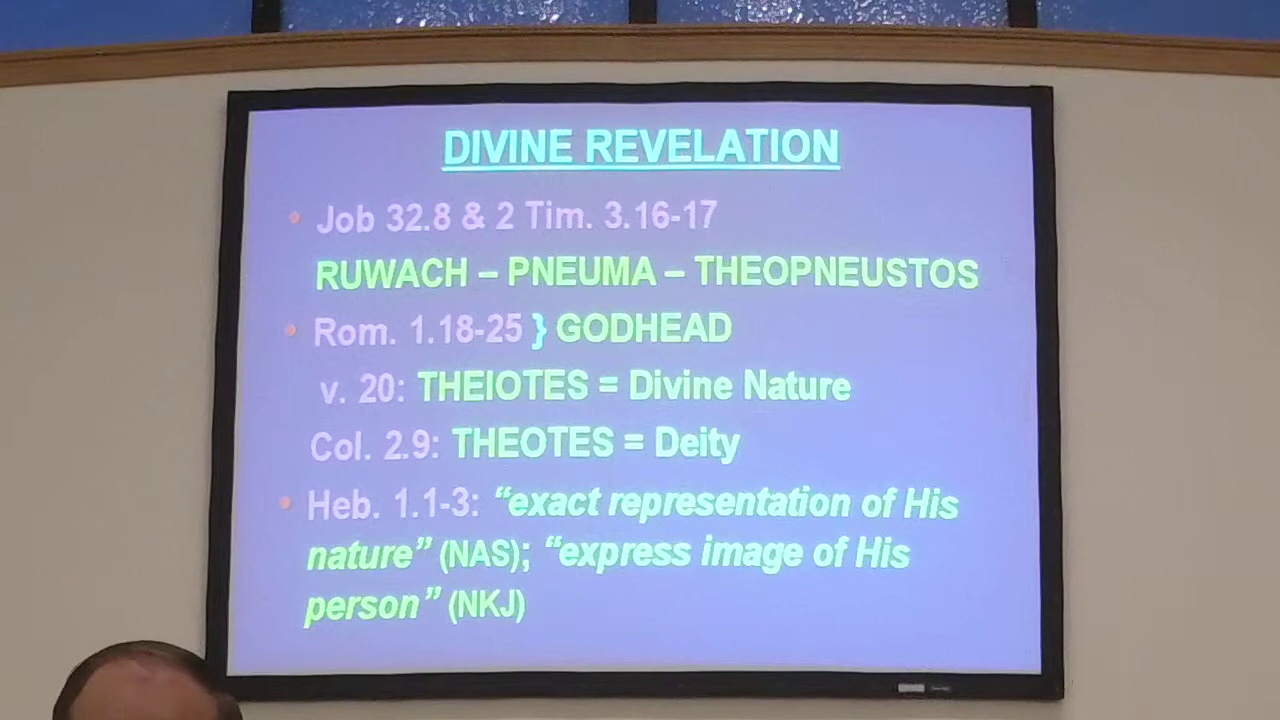 DIVINE REVELATION
• Job 32.8 & 2 Tim. 3.16-17
RUWACH – PNEUMA – THEOPNEUSTOS
• Rom. 1.18-25 } GODHEAD
v. 20: THEIOTES = Divine Nature
Col. 2.9: THEOTES = Deity
• Heb. 1.1-3: “exact representation of His
nature” (NAS); “express image of His
person” (NKJ)